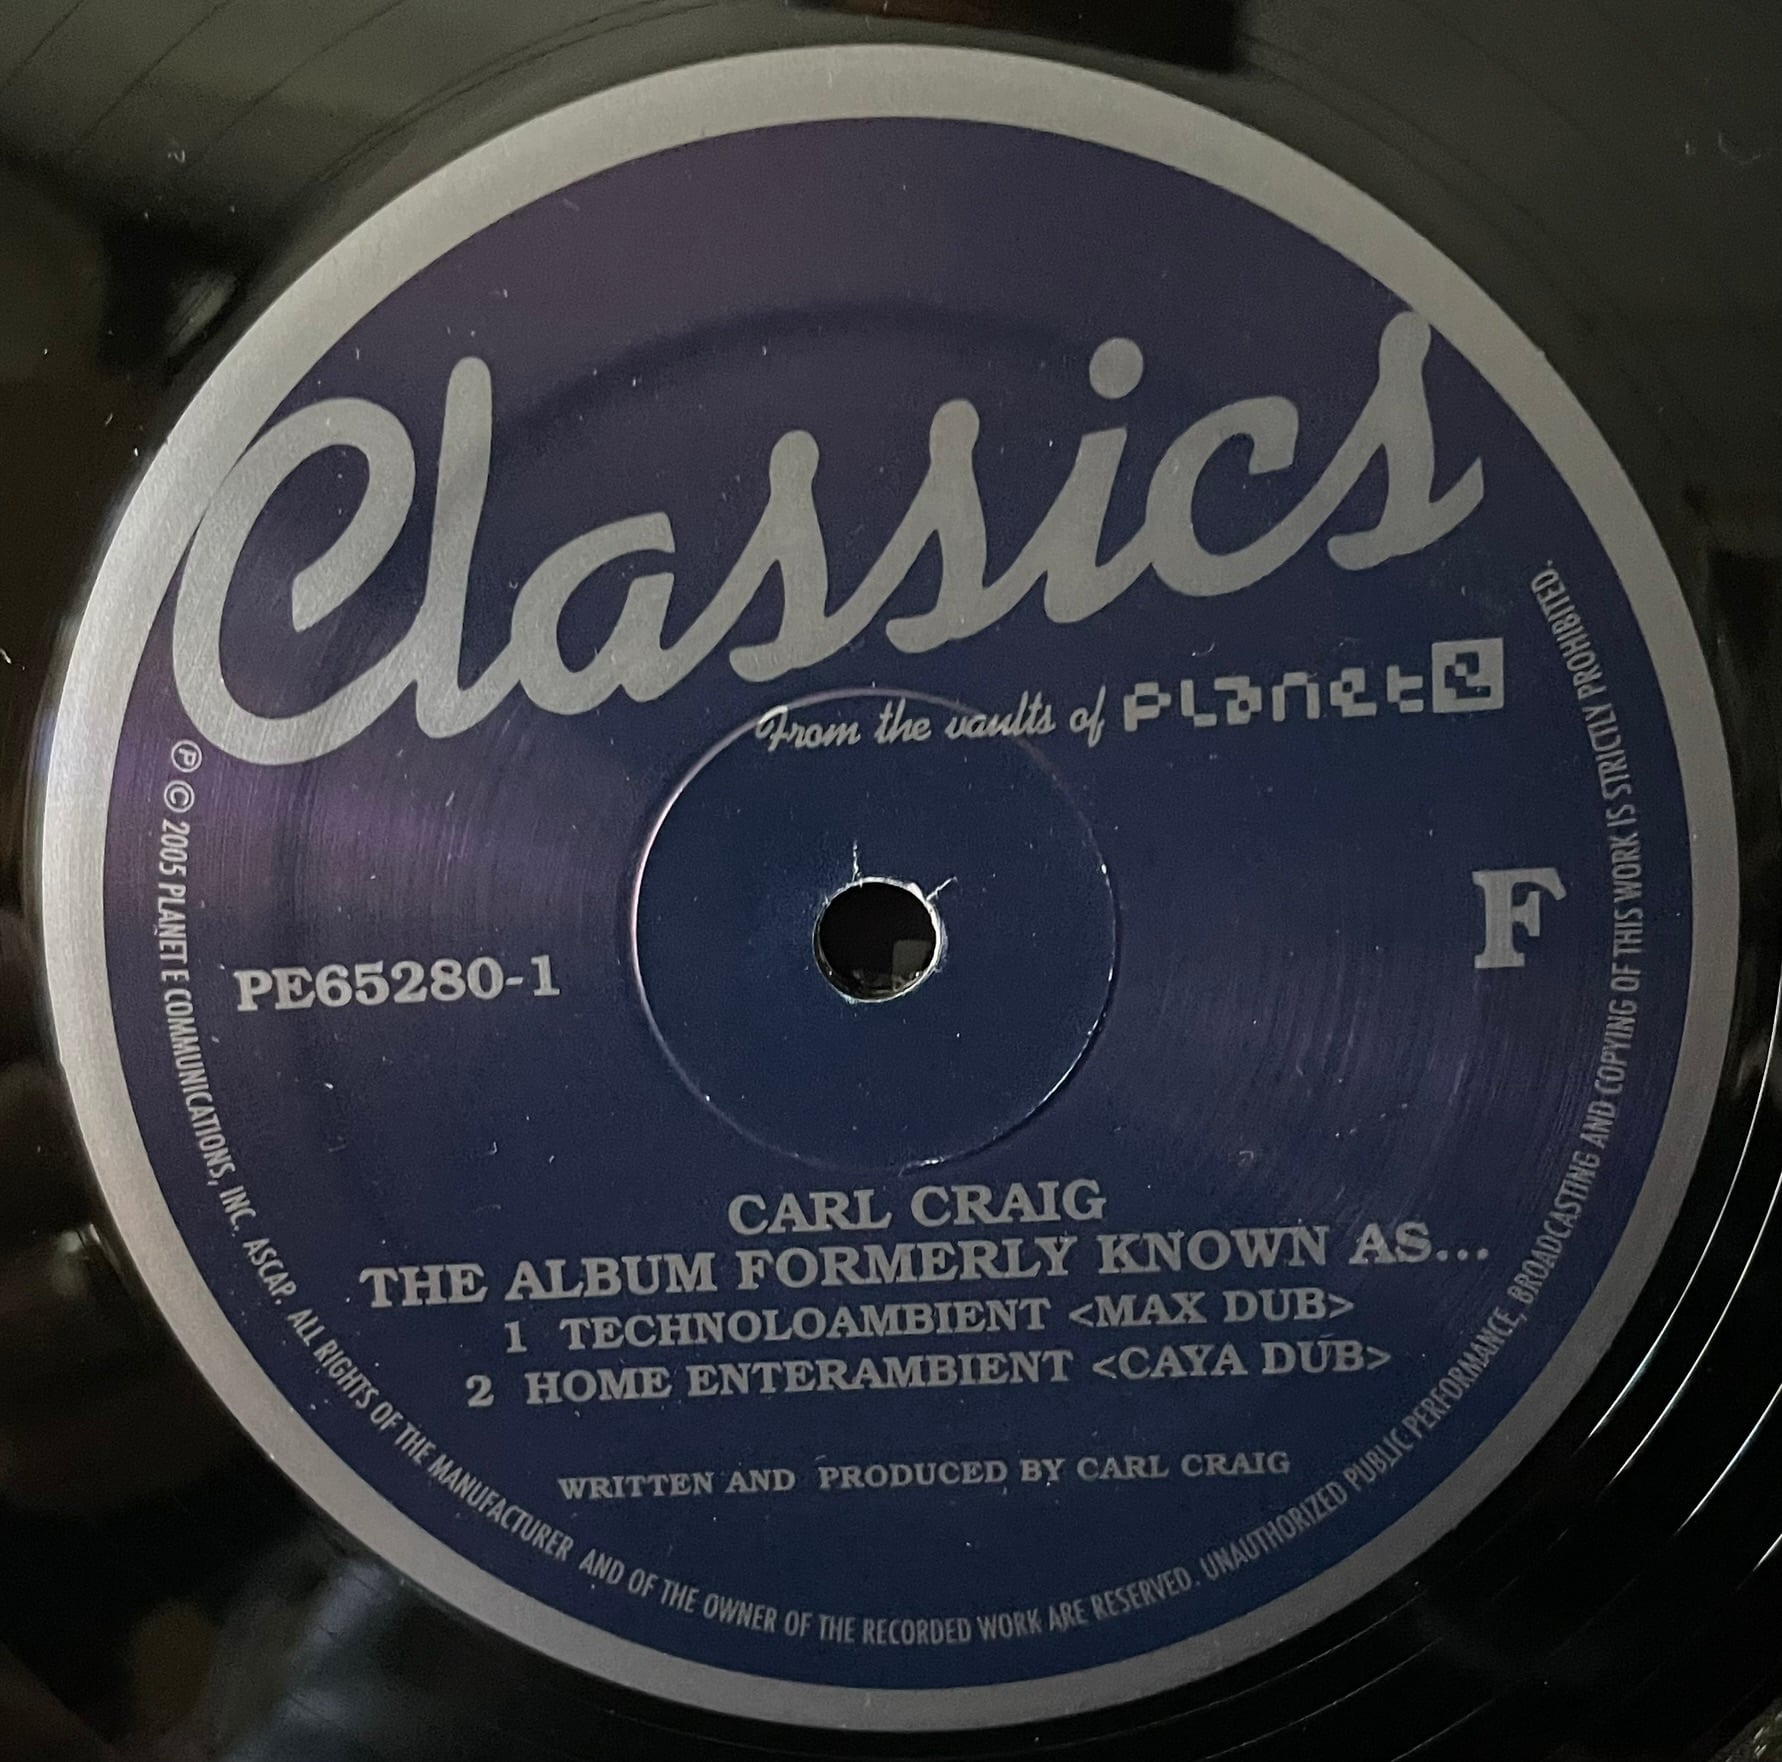 Classics
From the vaults of planet e
F
PE65280-1
CARL CRAIG
THE ALBUM FORMERLY KNOWN AS...
1 TECHNOLOAMBIENT <MAX DUB>
2 HOME ENTERAMBIENT <CAYA DUB>
WRITTEN AND PRODUCED BY CARL CRAIG
℗ © 2005 PLANET E COMMUNICATIONS, INC. ASCAP. ALL RIGHTS OF THE MANUFACTURER AND OF THE OWNER OF THE RECORDED WORK ARE RESERVED. UNAUTHORIZED PUBLIC PERFORMANCE, BROADCASTING AND COPYING OF THIS WORK IS STRICTLY PROHIBITED.